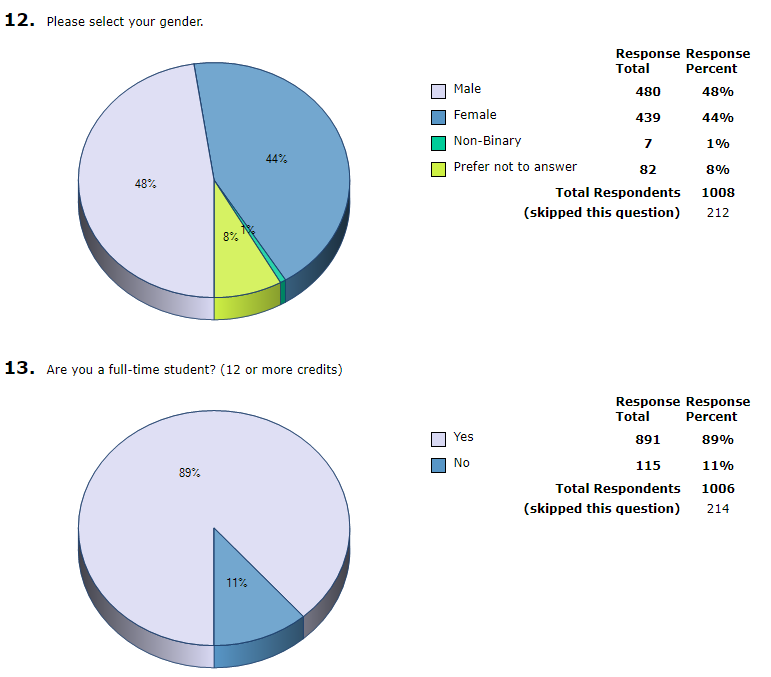 12. Please select your gender.
Response Response
Total Percent
Male 480 48%
Female 439 44%
Non-Binary 7 1%
Prefer not to answer 82 8%
Total Respondents 1008
(skipped this question) 212
44%
48%
1%
8%
13. Are you a full-time student? (12 or more credits)
Response Response
Total Percent
Yes 891 89%
No 115 11%
Total Respondents 1006
(skipped this question) 214
89%
11%